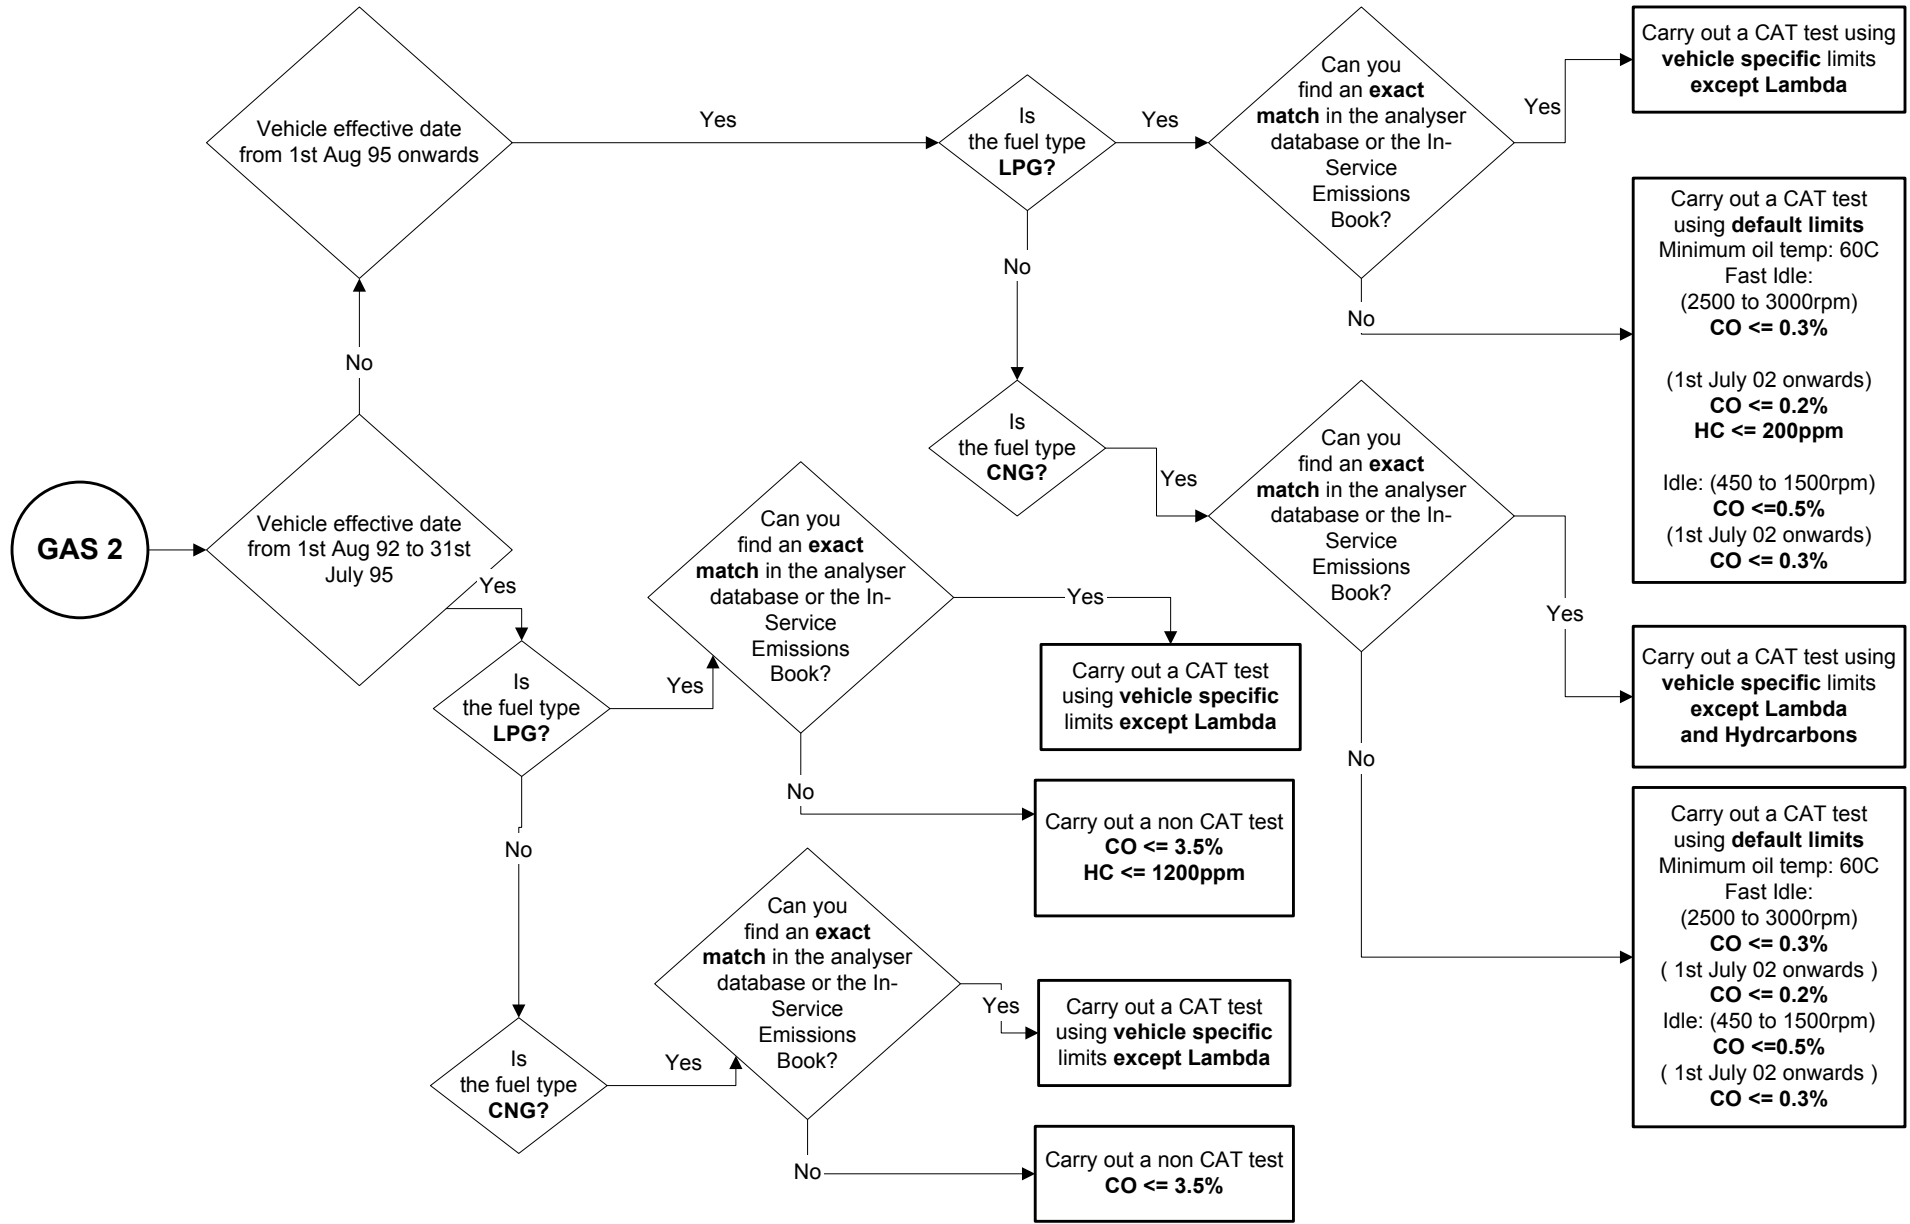 GAS 2
Vehicle effective date
from 1st Aug 92 to 31st
July 95
No
Vehicle effective date
from 1st Aug 95 onwards
Yes
Is
the fuel type
LPG?
Yes
Can you
find an exact
match in the analyser
database or the In-
Service
Emissions
Book?
Yes
Carry out a CAT test using
vehicle specific limits
except Lambda
No
Carry out a CAT test
using default limits
Minimum oil temp: 60C
Fast Idle:
(2500 to 3000rpm)
CO <= 0.3%
(1st July 02 onwards)
CO <= 0.2%
HC <= 200ppm
Idle: (450 to 1500rpm)
CO <=0.5%
(1st July 02 onwards)
CO <= 0.3%
No
Is
the fuel type
CNG?
Yes
Can you
find an exact
match in the analyser
database or the In-
Service
Emissions
Book?
Yes
Carry out a CAT test using
vehicle specific limits
except Lambda
and Hydrcarbons
No
Carry out a CAT test
using default limits
Minimum oil temp: 60C
Fast Idle:
(2500 to 3000rpm)
CO <= 0.3%
( 1st July 02 onwards )
CO <= 0.2%
Idle: (450 to 1500rpm)
CO <=0.5%
( 1st July 02 onwards )
CO <= 0.3%
Yes
Is
the fuel type
LPG?
Yes
Can you
find an exact
match in the analyser
database or the In-
Service
Emissions
Book?
Yes
Carry out a CAT test
using vehicle specific
limits except Lambda
No
Carry out a non CAT test
CO <= 3.5%
HC <= 1200ppm
No
Is
the fuel type
CNG?
Yes
Can you
find an exact
match in the analyser
database or the In-
Service
Emissions
Book?
Yes
Carry out a CAT test
using vehicle specific
limits except Lambda
No
Carry out a non CAT test
CO <= 3.5%